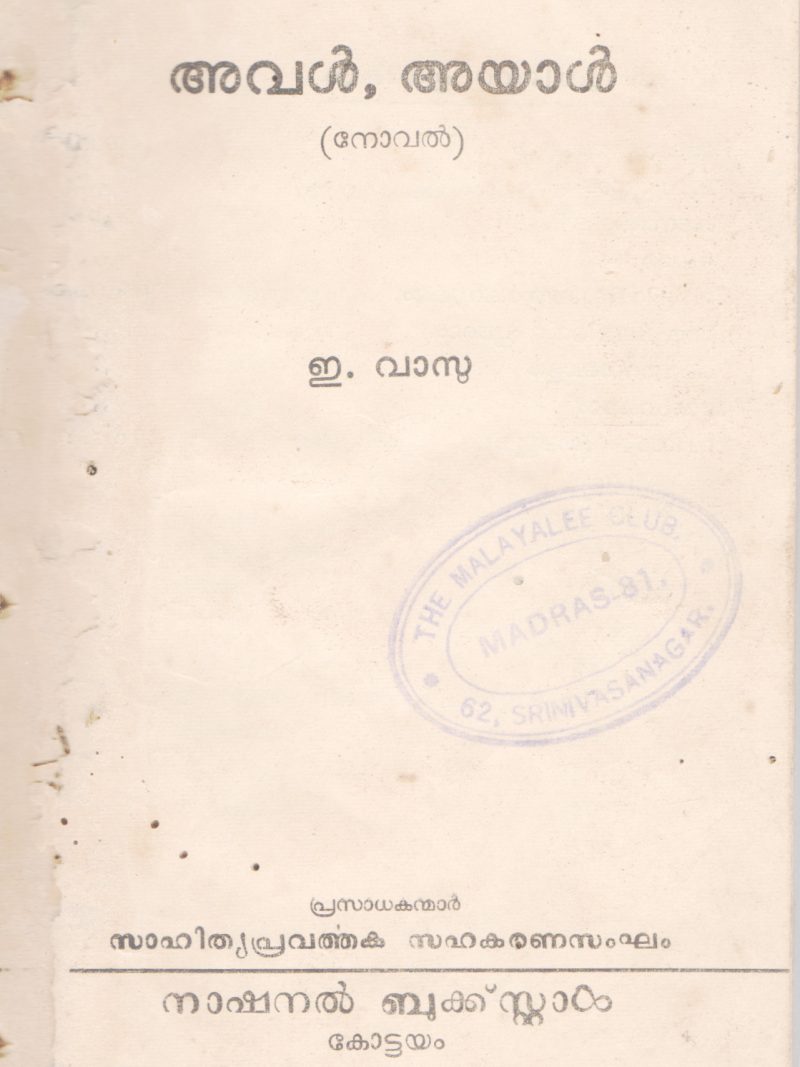 അവൾ, അയാൾ
(നോവൽ)
ഇ. വാസു
THE MALAYALEE CLUB.
MADRAS-81.
62, SRINIVASANAGAR.
പ്രസാധകന്മാർ
സാഹിത്യപ്രവർത്തക സഹകരണസംഘം
നാഷനൽ ബുക്ക്സ്റ്റാൾ
കോട്ടയം